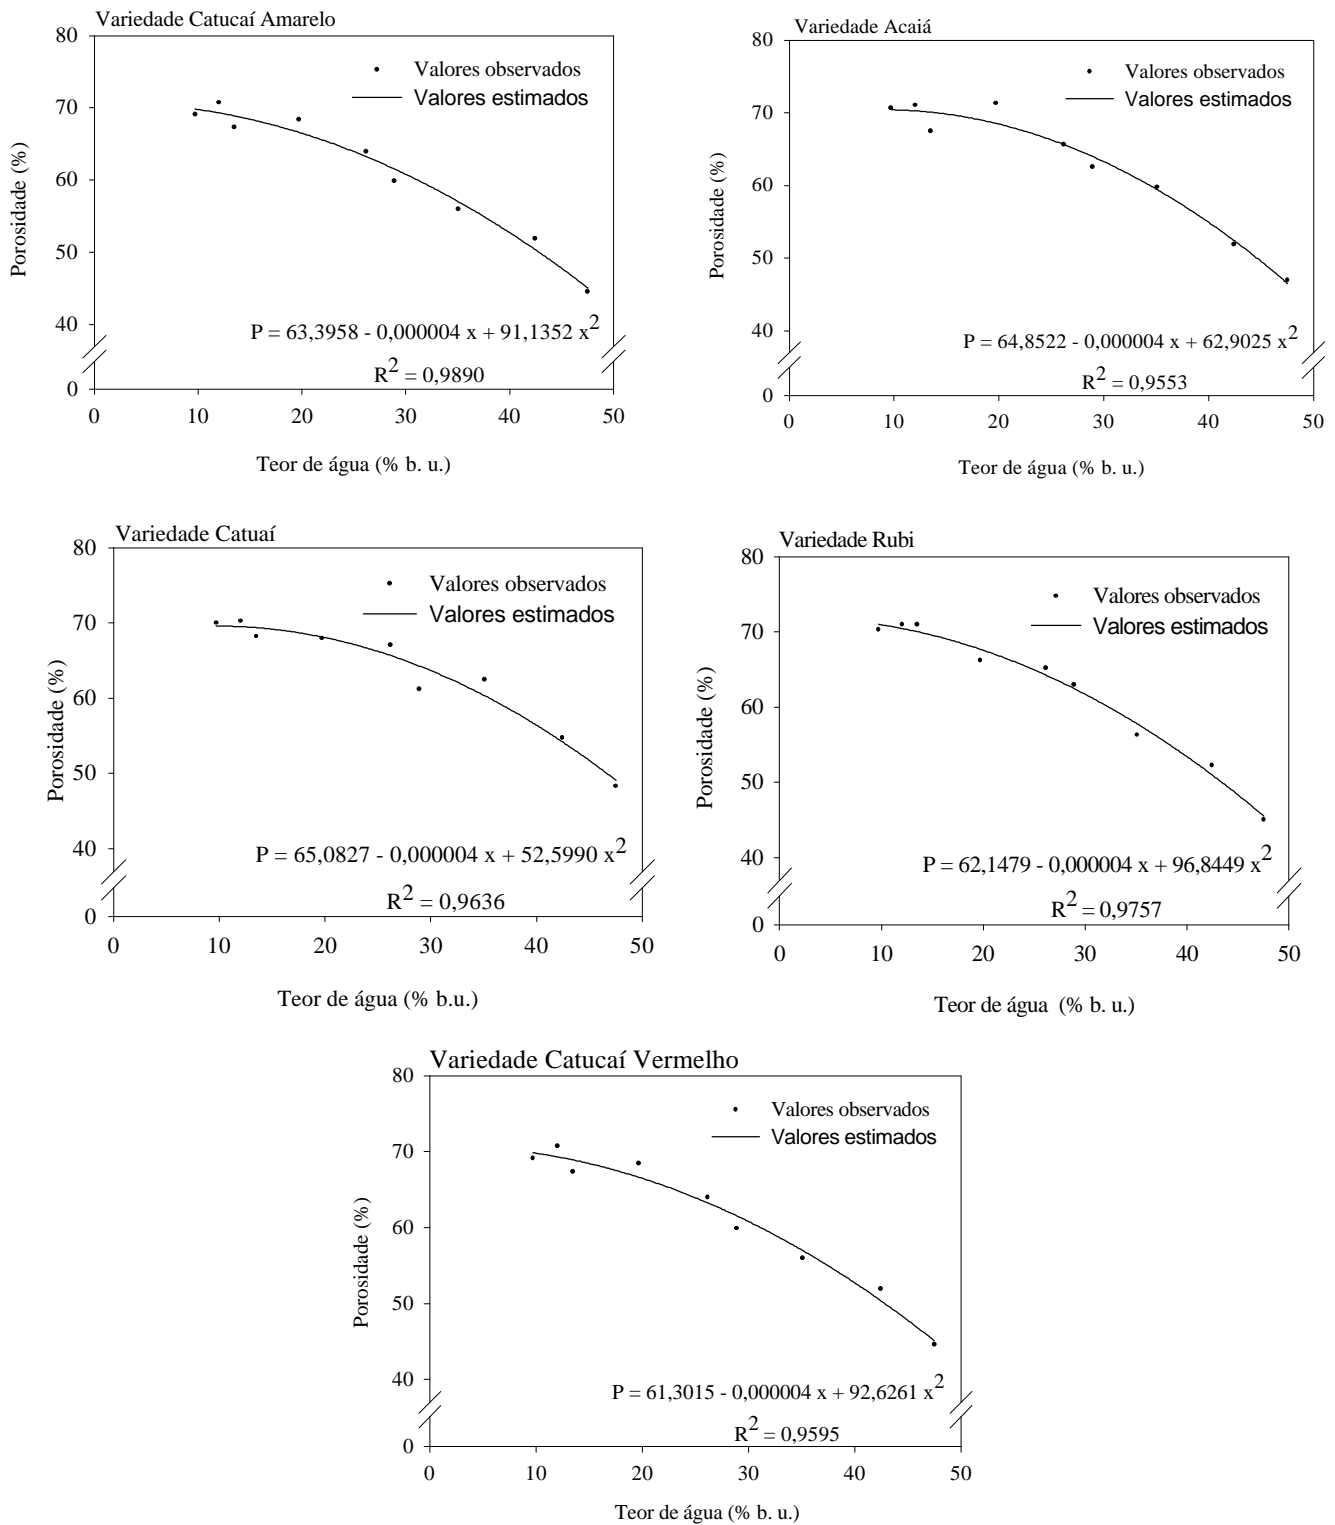 Variedade Catucaí Amarelo
80
70
60
50
40
0
Porosidade (%)
Valores observados
Valores estimados
P = 63,3958 - 0,000004 x + 91,1352 x²
R² = 0,9890
0 10 20 30 40 50
Teor de água (% b. u.)
Variedade Acaiá
80
70
60
50
40
0
Porosidade (%)
Valores observados
Valores estimados
P = 64,8522 - 0,000004 x + 62,9025 x²
R² = 0,9553
0 10 20 30 40 50
Teor de água (% b. u.)
Variedade Catuaí
80
70
60
50
40
0
Porosidade (%)
Valores observados
Valores estimados
P = 65,0827 - 0,000004 x + 52,5990 x²
R² = 0,9636
0 10 20 30 40 50
Teor de água (% b.u.)
Variedade Rubi
80
70
60
50
40
0
Porosidade (%)
Valores observados
Valores estimados
P = 62,1479 - 0,000004 x + 96,8449 x²
R² = 0,9757
0 10 20 30 40 50
Teor de água (% b. u.)
Variedade Catucaí Vermelho
80
70
60
50
40
0
Porosidade (%)
Valores observados
Valores estimados
P = 61,3015 - 0,000004 x + 92,6261 x²
R² = 0,9595
0 10 20 30 40 50
Teor de água (% b. u.)